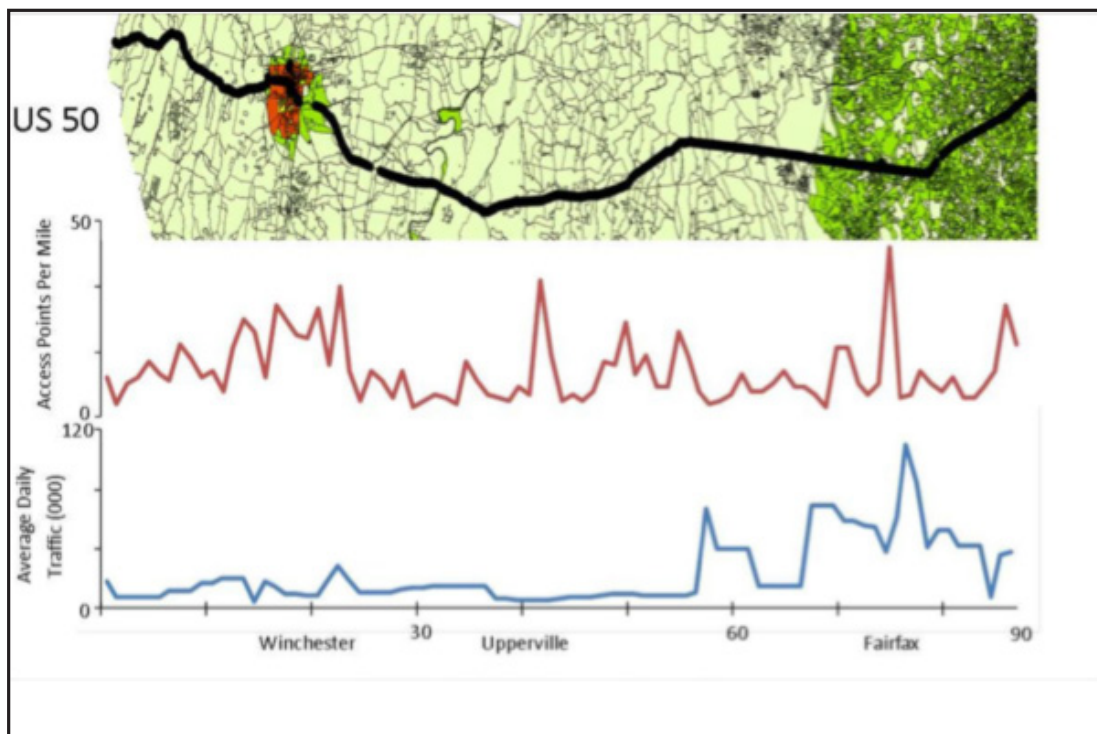 US 50
50
Access Points Per Mile
0
120
Average Daily
Traffic (000)
0
30
60
90
Winchester
Upperville
Fairfax